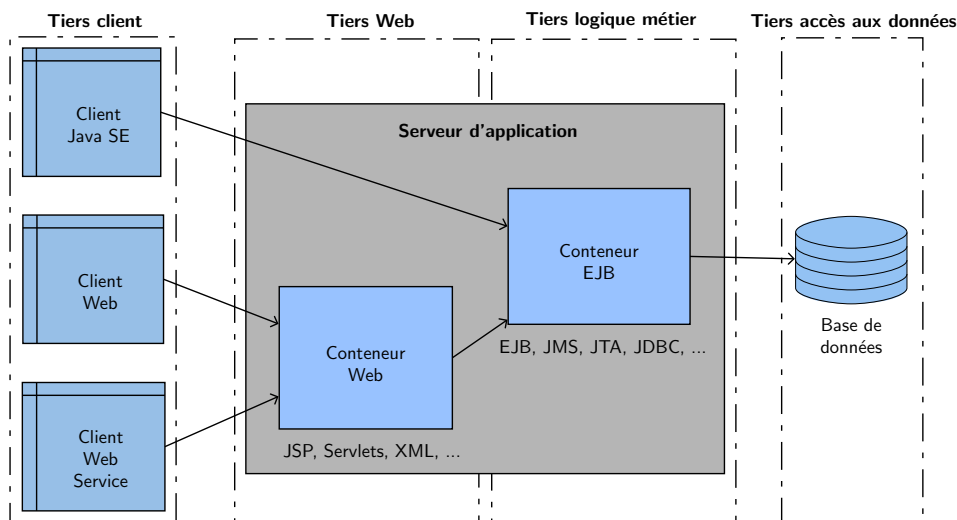 Tiers client
Tiers Web
Tiers logique métier
Tiers accès aux données
Client
Java SE
Serveur d'application
Conteneur
EJB
EJB, JMS, JTA, JDBC, ...
Client
Web
Conteneur
Web
JSP, Servlets, XML, ...
Base de
données
Client
Web
Service